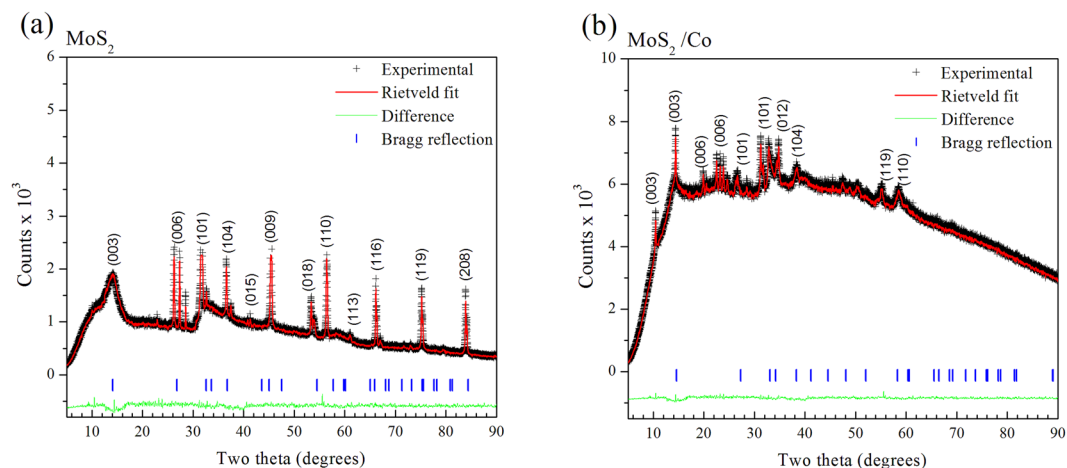 (a)
MoS2
6
5
4
3
2
1
0
Counts x 10^3
Experimental
Rietveld fit
Difference
Bragg reflection
(003)
(006)
(101)
(104)
(015)
(009)
(018)
(110)
(113)
(116)
(119)
(208)
10 20 30 40 50 60 70 80 90
Two theta (degrees)
(b)
MoS2 /Co
10
8
6
4
2
0
Counts x 10^3
Experimental
Rietveld fit
Difference
Bragg reflection
(003)
(003)
(006)
(006)
(101)
(101)
(012)
(104)
(119)
(110)
10 20 30 40 50 60 70 80 90
Two theta (degrees)